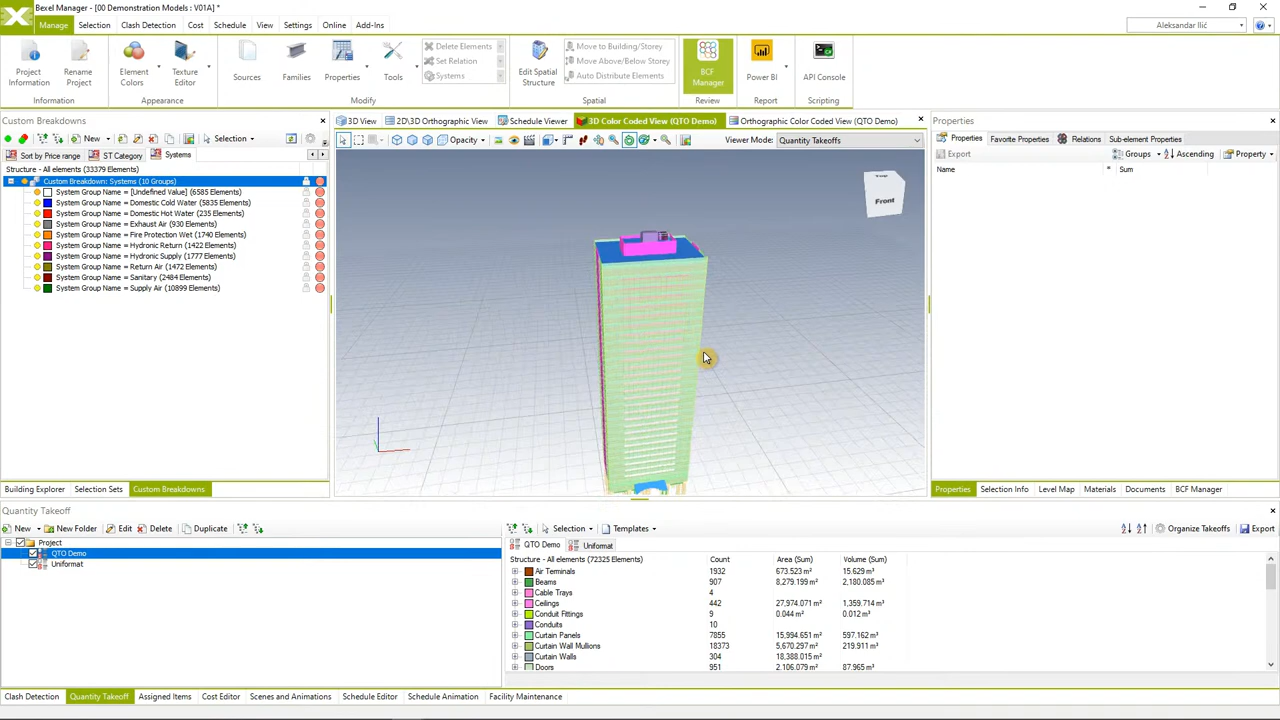 Bexel Manager - [00 Demonstration Models : V01A] *
Manage Selection Clash Detection Cost Schedule View Settings Online Add-Ins
Aleksandar Ilić
Project Information
Rename Project
Information
Element Colors
Texture Editor
Appearance
Sources
Families
Properties
Tools
Delete Elements
Set Relation
Systems
Modify
Edit Spatial Structure
Move to Building/Storey
Move Above/Below Storey
Auto Distribute Elements
Spatial
BCF Manager
Review
Power BI
Report
API Console
Scripting
Custom Breakdowns
New
Selection
Sort by Price range ST Category Systems
Structure - All elements (33379 Elements)
Custom Breakdown: Systems (10 Groups)
System Group Name = [Undefined Value] (6585 Elements)
System Group Name = Domestic Cold Water (5835 Elements)
System Group Name = Domestic Hot Water (235 Elements)
System Group Name = Exhaust Air (930 Elements)
System Group Name = Fire Protection Wet (1740 Elements)
System Group Name = Hydronic Return (1422 Elements)
System Group Name = Hydronic Supply (1777 Elements)
System Group Name = Return Air (1472 Elements)
System Group Name = Sanitary (2484 Elements)
System Group Name = Supply Air (10899 Elements)
Building Explorer Selection Sets Custom Breakdowns
3D View 2D\3D Orthographic View Schedule Viewer 3D Color Coded View (QTO Demo) Orthographic Color Coded View (QTO Demo)
Opacity
Viewer Mode: Quantity Takeoffs
Front
Properties
Properties Favorite Properties Relations Sub-element Properties
Export Groups Ascending Property
Name * Sum
Properties Selection Info Level Map Materials Documents BCF Manager
Quantity Takeoff
New New Folder Edit Delete Duplicate
Project
QTO Demo
Uniformat
Selection Templates Organize Takeoffs Export
QTO Demo Uniformat
Structure - All elements (72325 Elements) Count Area (Sum) Volume (Sum)
Air Terminals 1932 673.523 m² 15.629 m³
Beams 907 8,279.199 m² 2,180.085 m³
Cable Trays 4
Ceilings 442 27,974.071 m² 1,359.714 m³
Conduit Fittings 9 0.044 m² 0.012 m³
Conduits 10
Curtain Panels 7855 15,994.651 m² 597.162 m³
Curtain Wall Mullions 18373 5,670.297 m² 219.911 m³
Curtain Walls 304 18,388.015 m²
Doors 951 2,106.079 m² 87.965 m³
Clash Detection Quantity Takeoff Assigned Items Cost Editor Scenes and Animations Schedule Editor Schedule Animation Facility Maintenance